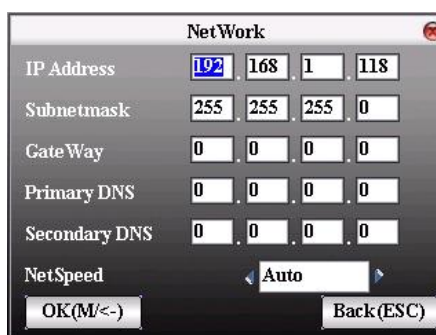 NetWork
IP Address 192 . 168 . 1 . 118
Subnetmask 255 . 255 . 255 . 0
GateWay 0 . 0 . 0 . 0
Primary DNS 0 . 0 . 0 . 0
Secondary DNS 0 . 0 . 0 . 0
NetSpeed Auto
OK(M/<-) Back(ESC)